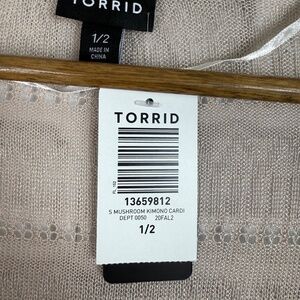 TORRID
1/2
MADE IN
CHINA
TORRID
13659812
S MUSHROOM KIMONO CARDI
DEPT 0050 20FAL2
1/2